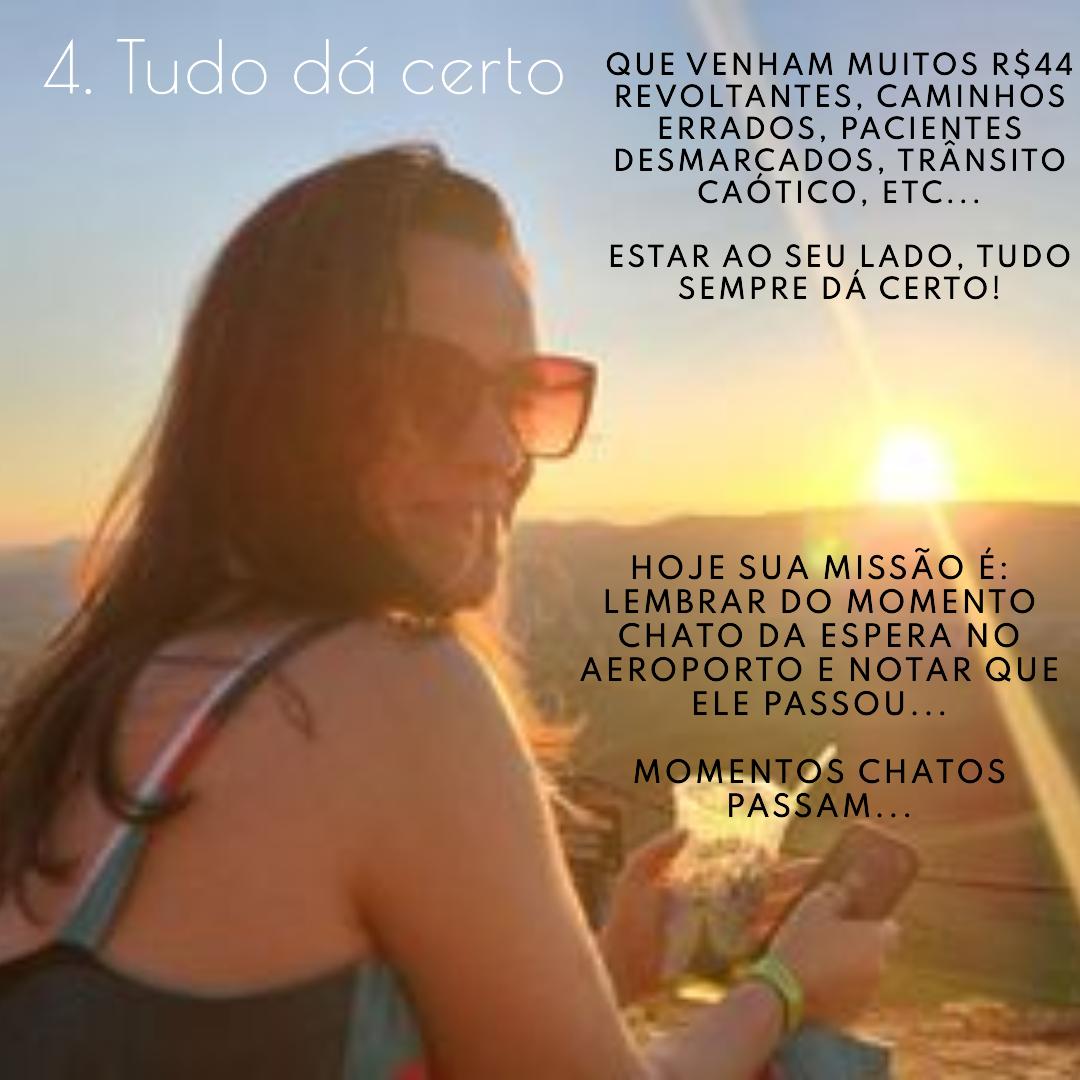 4. Tudo dá certo
QUE VENHAM MUITOS R$44
REVOLTANTES, CAMINHOS
ERRADOS, PACIENTES
DESMARCADOS, TRÂNSITO
CAÓTICO, ETC...
ESTAR AO SEU LADO, TUDO
SEMPRE DÁ CERTO!
HOJE SUA MISSÃO É:
LEMBRAR DO MOMENTO
CHATO DA ESPERA NO
AEROPORTO E NOTAR QUE
ELE PASSOU...
MOMENTOS CHATOS
PASSAM...